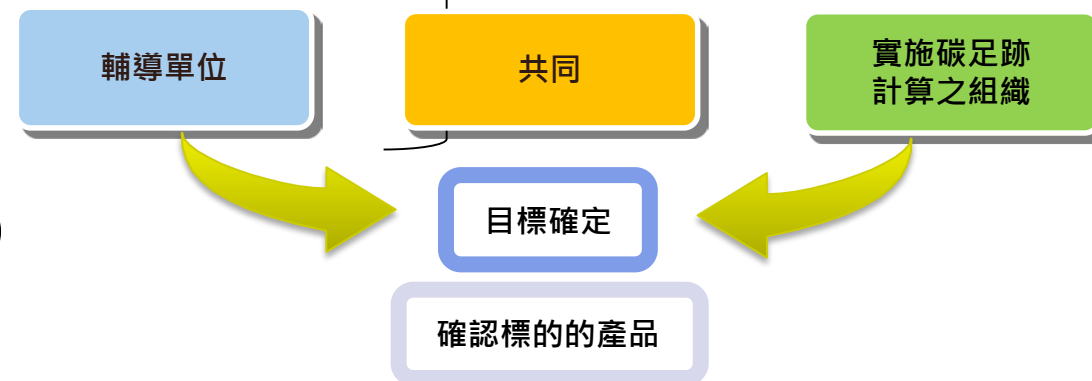 輔導單位
共同
實施碳足跡
計算之組織
目標確定
確認標的的產品